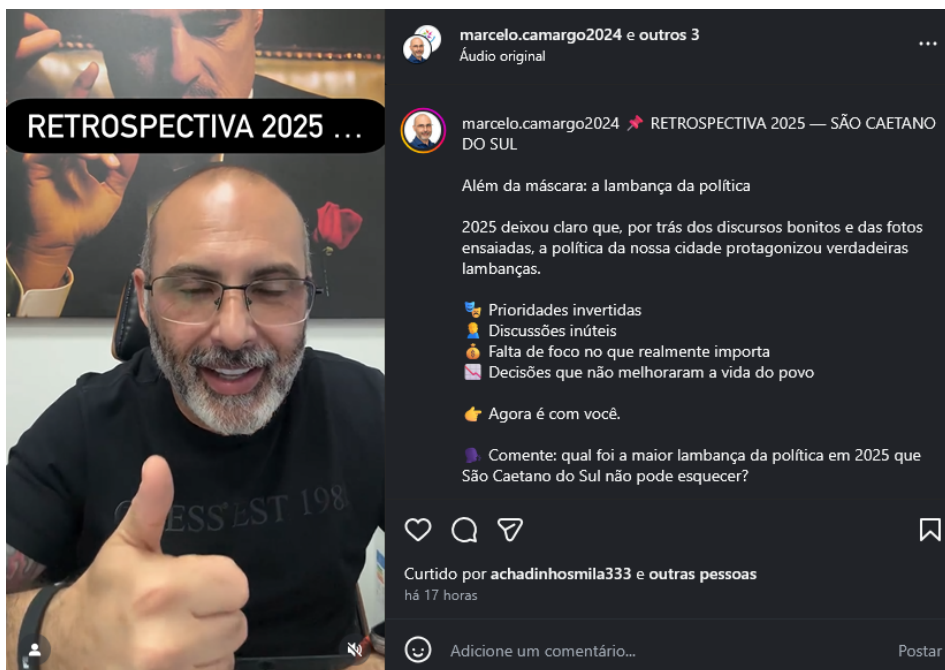 RETROSPECTIVA 2025 ...
marcelo.camargo2024 e outros 3
Áudio original
marcelo.camargo2024 📌 RETROSPECTIVA 2025 — SÃO CAETANO
DO SUL
Além da máscara: a lambança da política
2025 deixou claro que, por trás dos discursos bonitos e das fotos
ensaiadas, a política da nossa cidade protagonizou verdadeiras
lambanças.
🎭 Prioridades invertidas
🤦 Discussões inúteis
💰 Falta de foco no que realmente importa
📉 Decisões que não melhoraram a vida do povo
👉 Agora é com você.
🗣 Comente: qual foi a maior lambança da política em 2025 que
São Caetano do Sul não pode esquecer?
Curtido por achadinhosmila333 e outras pessoas
há 17 horas
Adicione um comentário...
Postar